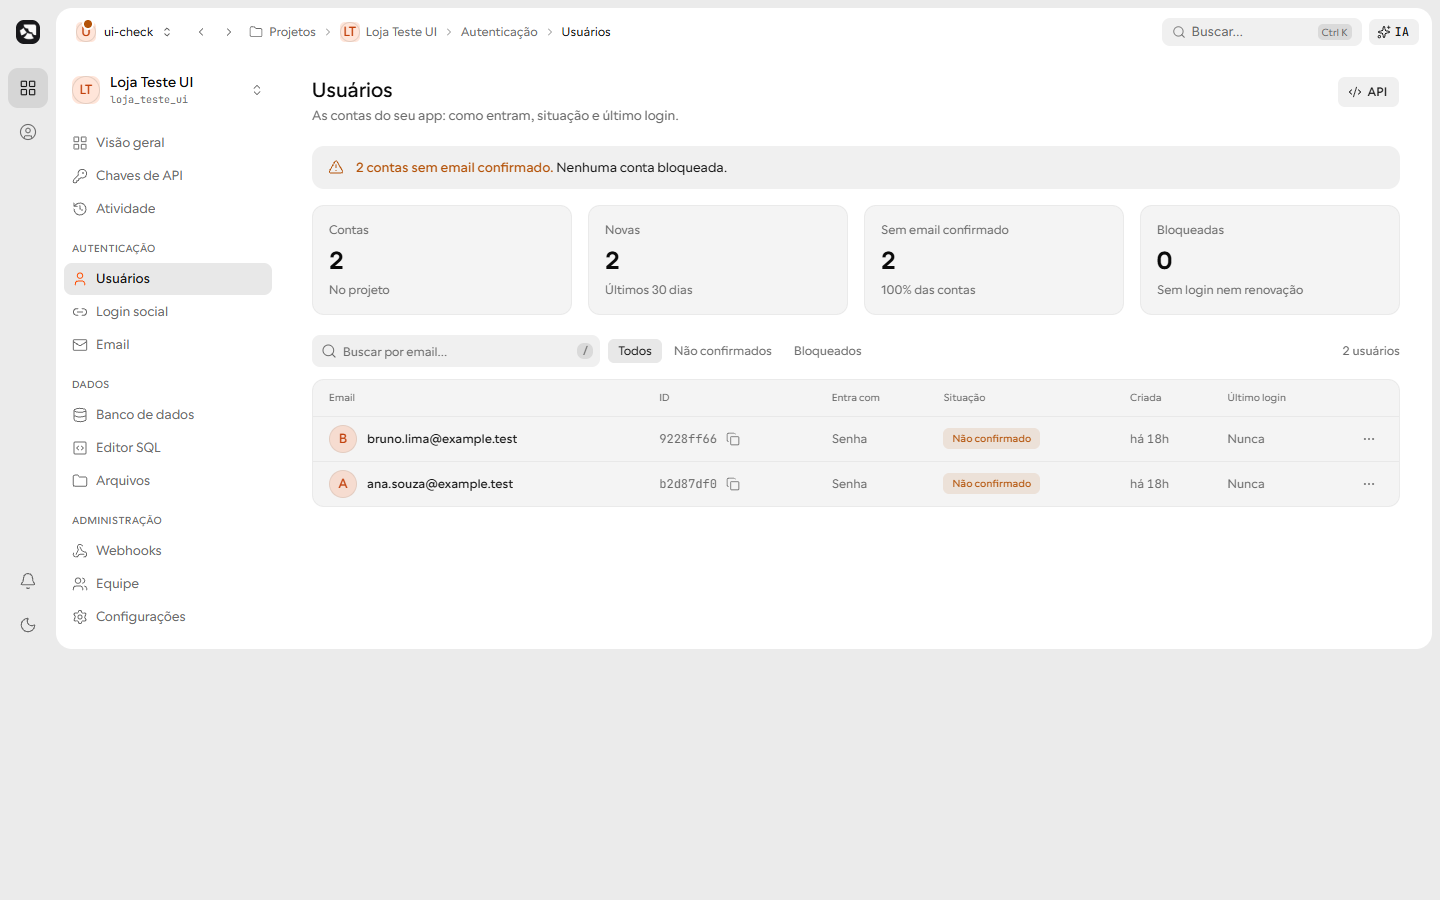 ui-check
Projetos
LT
Loja Teste UI
Autenticação
Usuários
Buscar...
Ctrl K
IA
LT
Loja Teste UI
loja_teste_ui
Visão geral
Chaves de API
Atividade
AUTENTICAÇÃO
Usuários
Login social
Email
DADOS
Banco de dados
Editor SQL
Arquivos
ADMINISTRAÇÃO
Webhooks
Equipe
Configurações
Usuários
As contas do seu app: como entram, situação e último login.
API
2 contas sem email confirmado. Nenhuma conta bloqueada.
Contas
2
No projeto
Novas
2
Últimos 30 dias
Sem email confirmado
2
100% das contas
Bloqueadas
0
Sem login nem renovação
Buscar por email...
/
Todos
Não confirmados
Bloqueados
2 usuários
Email ID Entra com Situação Criada Último login
B bruno.lima@example.test 9228ff66 Senha Não confirmado há 18h Nunca
A ana.souza@example.test b2d87df0 Senha Não confirmado há 18h Nunca